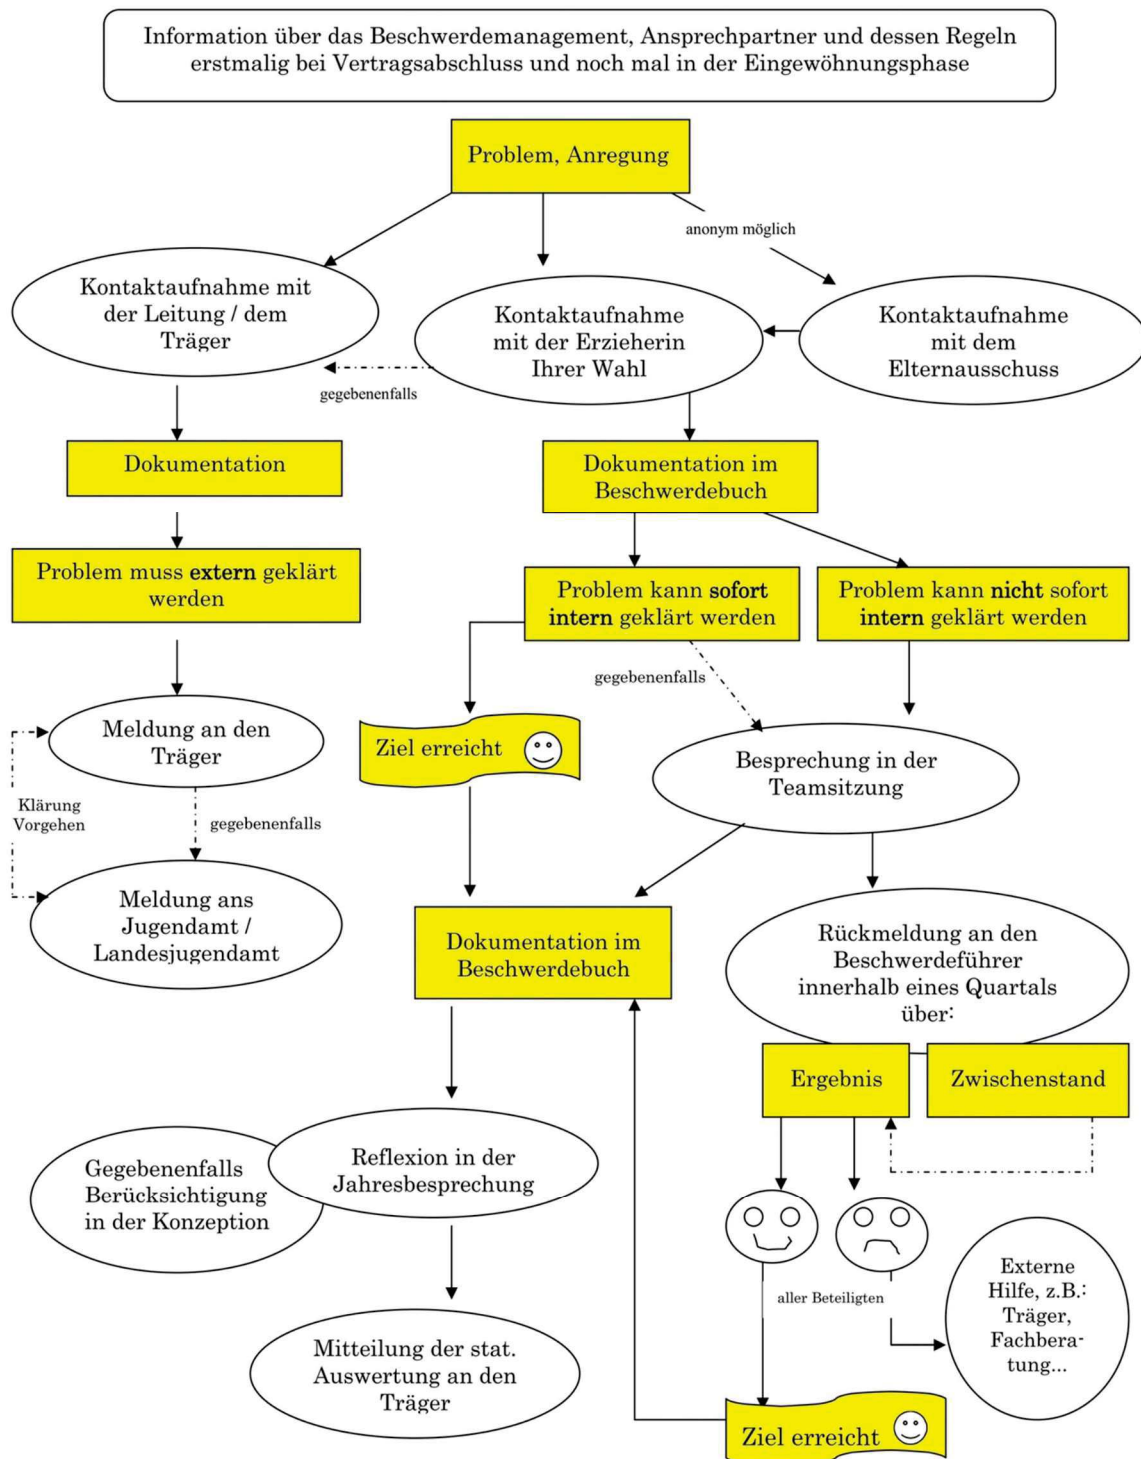 Information über das Beschwerdemanagement, Ansprechpartner und dessen Regeln
erstmalig bei Vertragsabschluss und noch mal in der Eingewöhnungsphase
Problem, Anregung
anonym möglich
Kontaktaufnahme mit
der Leitung / dem
Träger
Kontaktaufnahme
mit der Erzieherin
Ihrer Wahl
Kontaktaufnahme
mit dem
Elternausschuss
gegebenenfalls
Dokumentation
Dokumentation im
Beschwerdebuch
Problem muss extern geklärt
werden
Problem kann sofort
intern geklärt werden
Problem kann nicht sofort
intern geklärt werden
gegebenenfalls
Meldung an den
Träger
Ziel erreicht
Besprechung in der
Teamsitzung
Klärung
Vorgehen
gegebenenfalls
Meldung ans
Jugendamt /
Landesjugendamt
Dokumentation im
Beschwerdebuch
Rückmeldung an den
Beschwerdeführer
innerhalb eines Quartals
über:
Ergebnis
Zwischenstand
Gegebenenfalls
Berücksichtigung
in der Konzeption
Reflexion in der
Jahresbesprechung
aller Beteiligten
Externe
Hilfe, z.B.:
Träger,
Fachbera-
tung...
Mitteilung der stat.
Auswertung an den
Träger
Ziel erreicht